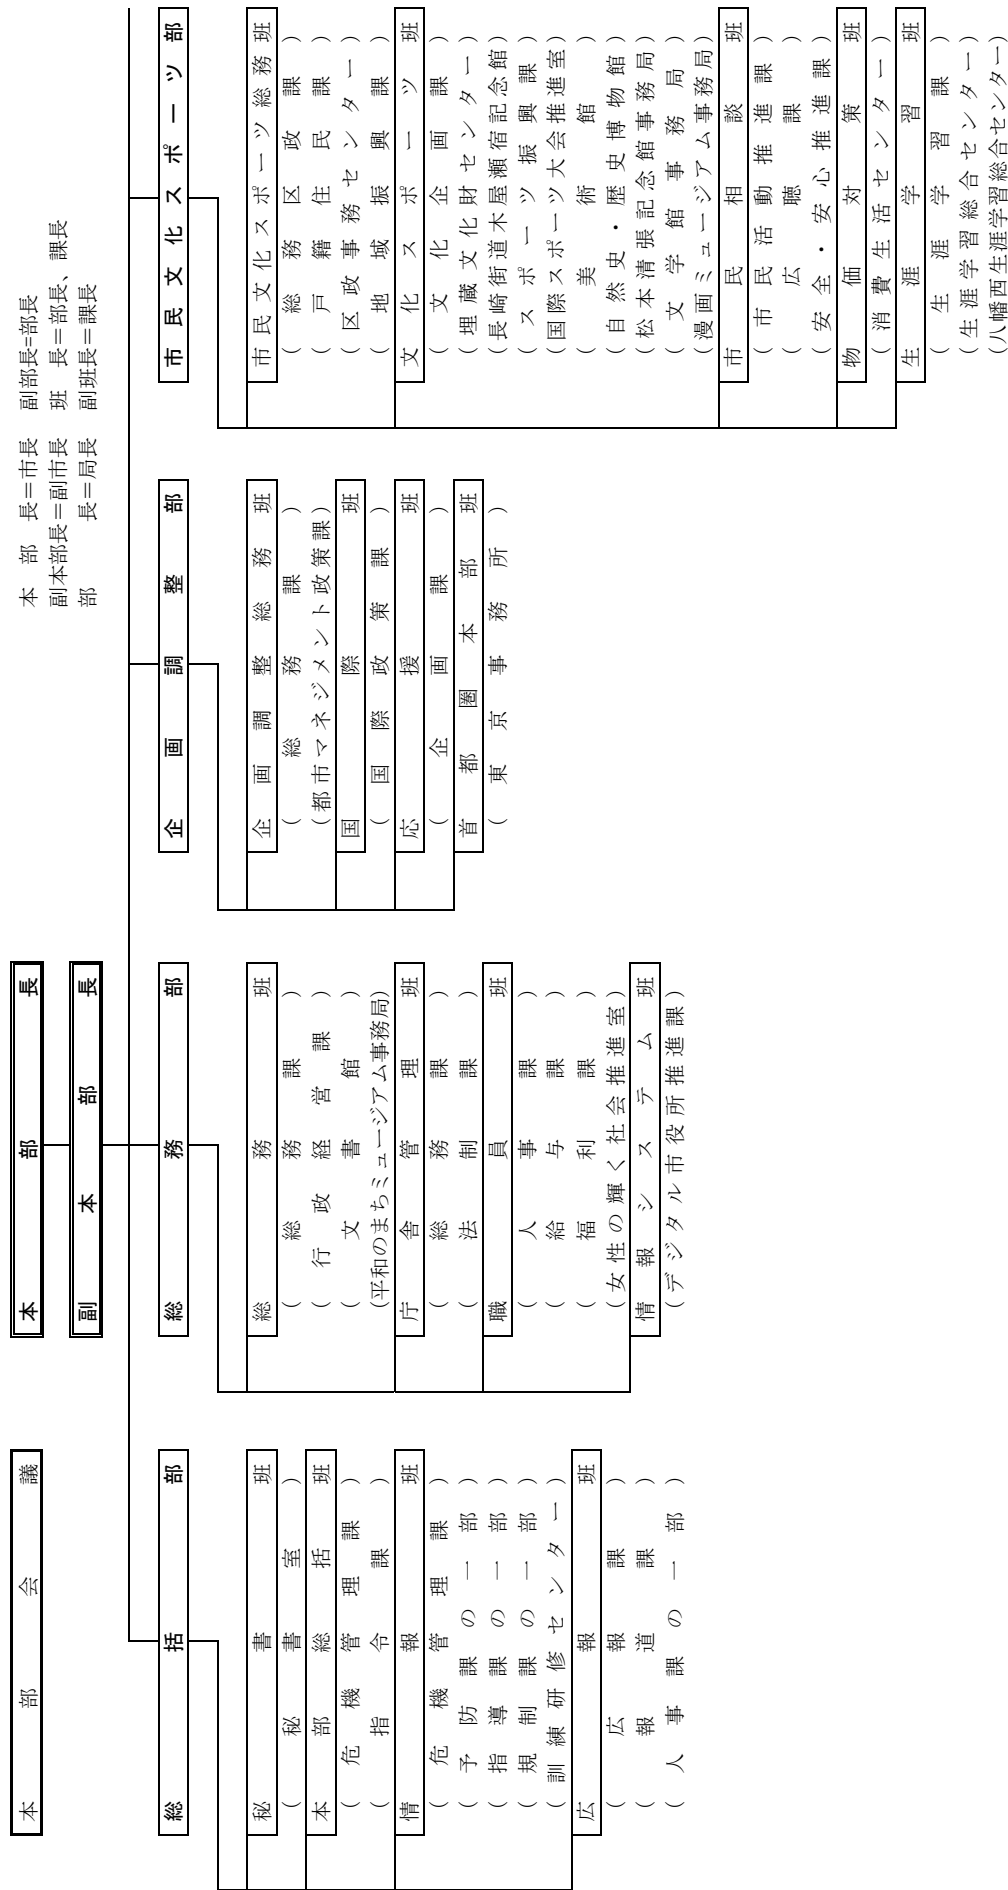 本部会議
本部長
副本部長
本部長=市長 副部長=部長
副本部長=副市長 班長=部長、課長
部長=局長 副班長=課長
総括部
秘書班
(秘書室)
本部総括班
(危機管理課)
(指令課)
情報班
(危機管理課)
(予防課の一部)
(指導課の一部)
(規制課の一部)
(訓練研修センター)
広報班
(広報課)
(報道課)
(人事課の一部)
総務部
総務班
(総務課)
(行政経営課)
(文書館)
(平和のまちミュージアム事務局)
庁舎管理班
(総務課)
(法制課)
職員班
(人事課)
(給与課)
(福利課)
(女性の輝く社会推進室)
情報システム班
(デジタル市役所推進課)
企画調整部
企画調整総務班
(総務課)
(都市マネジメント政策課)
国際班
(国際政策課)
応援班
(企画課)
首都圏本部班
(東京事務所)
市民文化スポーツ部
市民文化スポーツ総務班
(総務区政課)
(戸籍住民課)
(区政事務センター)
(地域振興課)
文化スポーツ班
(文化企画課)
(埋蔵文化財センター)
(長崎街道木屋瀬宿記念館)
(スポーツ振興課)
(国際スポーツ大会推進室)
(美術館)
(自然史・歴史博物館)
(松本清張記念館事務局)
(文学館事務局)
(漫画ミュージアム事務局)
市民相談班
(市民活動推進課)
(広聴課)
(安全・安心推進課)
物価対策班
(消費生活センター)
生涯学習班
(生涯学習課)
(生涯学習総合センター)
(八幡西生涯学習総合センター)